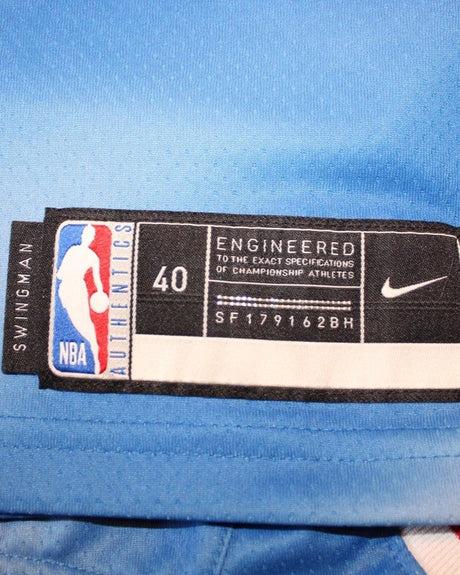 SWINGMAN
NBA
AUTHENTICS
40
ENGINEERED
TO THE EXACT SPECIFICATIONS
OF CHAMPIONSHIP ATHLETES
SF179162BH